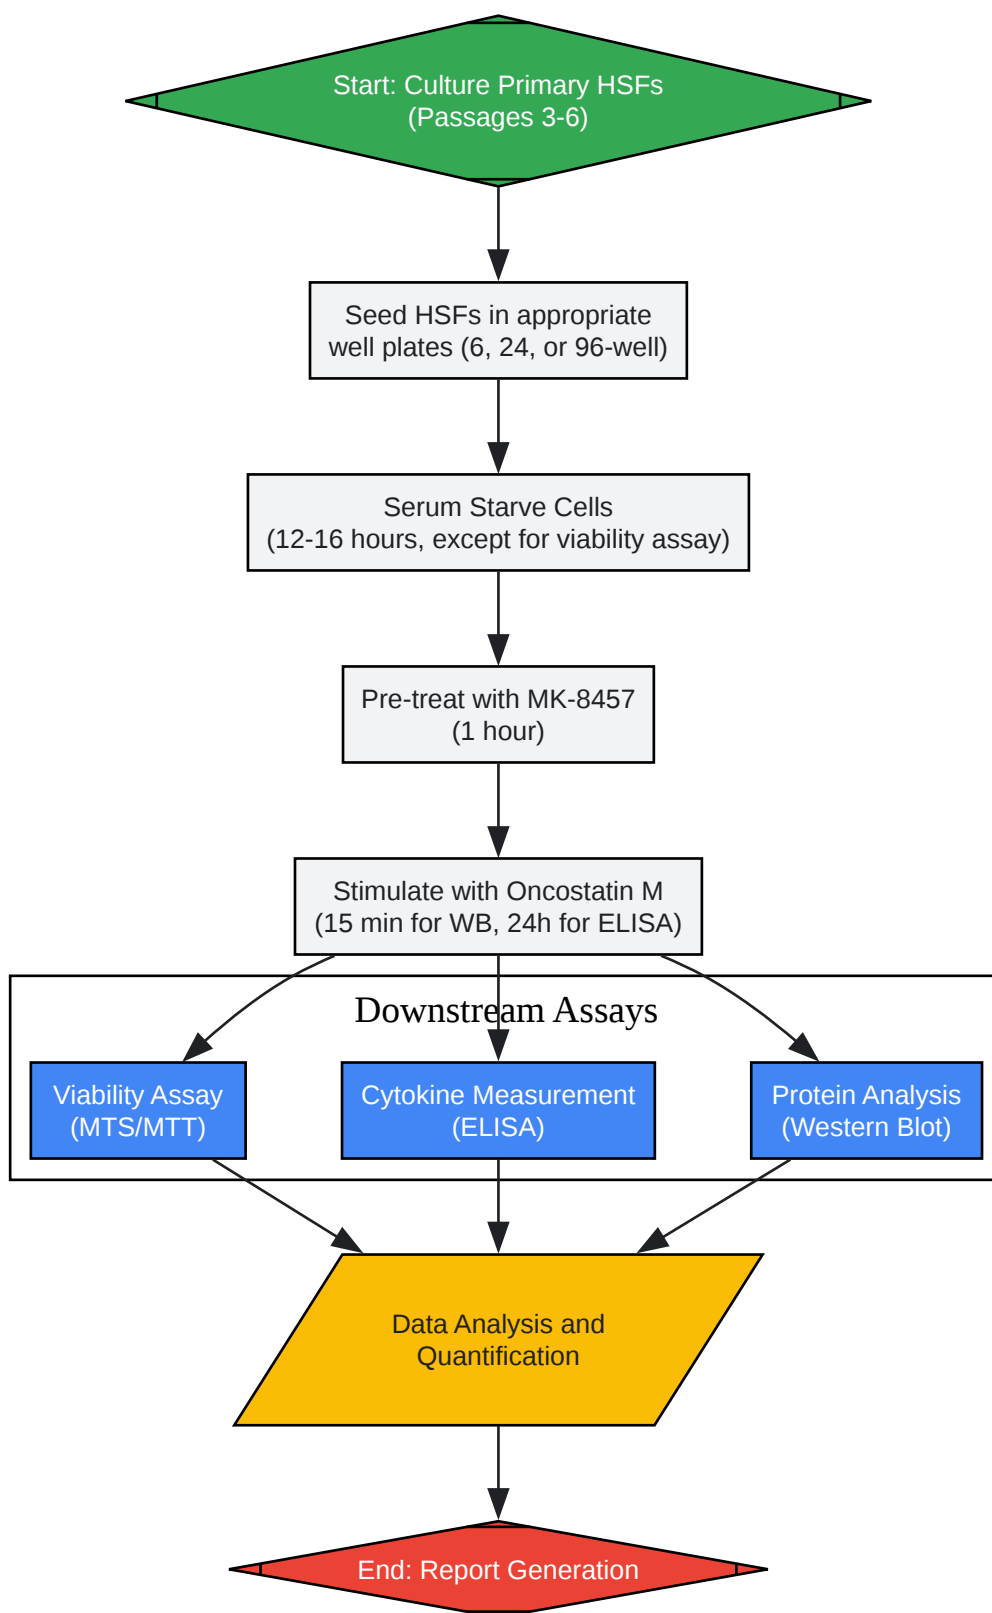 Start: Culture Primary HSFs
(Passages 3-6)
Seed HSFs in appropriate
well plates (6, 24, or 96-well)
Serum Starve Cells
(12-16 hours, except for viability assay)
Pre-treat with MK-8457
(1 hour)
Stimulate with Oncostatin M
(15 min for WB, 24h for ELISA)
Downstream Assays
Viability Assay
(MTS/MTT)
Cytokine Measurement
(ELISA)
Protein Analysis
(Western Blot)
Data Analysis and
Quantification
End: Report Generation